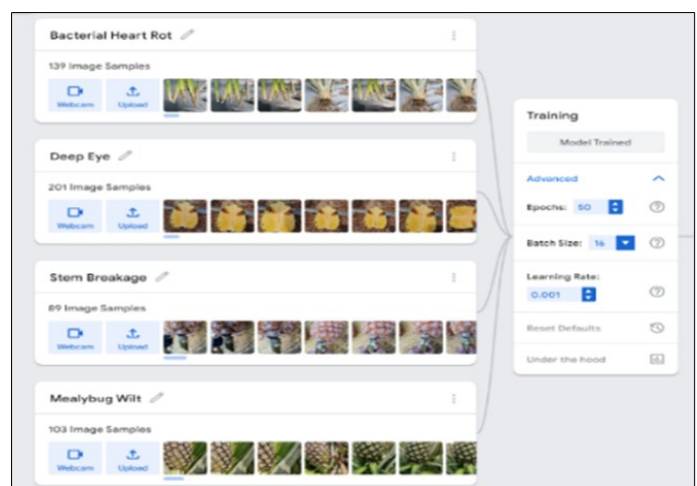 Bacterial Heart Rot
139 Image Samples
Webcam Upload
Deep Eye
201 Image Samples
Webcam Upload
Stem Breakage
89 Image Samples
Webcam Upload
Mealybug Wilt
103 Image Samples
Webcam Upload
Training
Model Trained
Advanced
Epochs: 50
Batch Size: 16
Learning Rate:
0.001
Reset Defaults
Under the hood